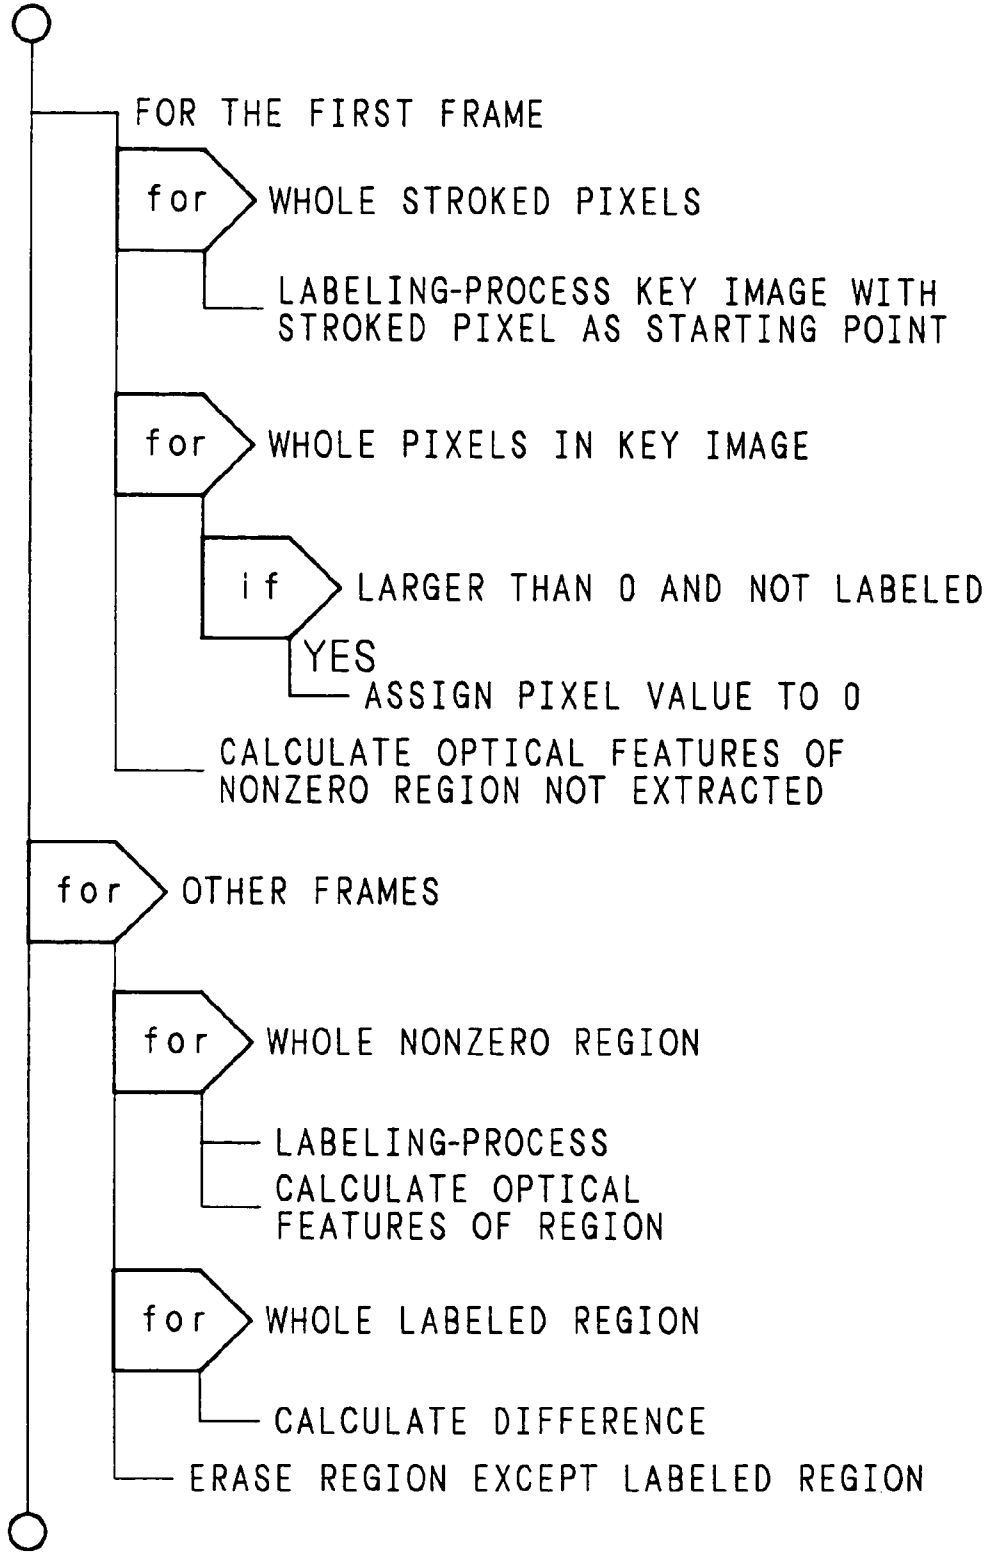 FOR THE FIRST FRAME
for WHOLE STROKED PIXELS
LABELING-PROCESS KEY IMAGE WITH
STROKED PIXEL AS STARTING POINT
for WHOLE PIXELS IN KEY IMAGE
if LARGER THAN 0 AND NOT LABELED
YES
ASSIGN PIXEL VALUE TO 0
CALCULATE OPTICAL FEATURES OF
NONZERO REGION NOT EXTRACTED
for OTHER FRAMES
for WHOLE NONZERO REGION
LABELING-PROCESS
CALCULATE OPTICAL
FEATURES OF REGION
for WHOLE LABELED REGION
CALCULATE DIFFERENCE
ERASE REGION EXCEPT LABELED REGION